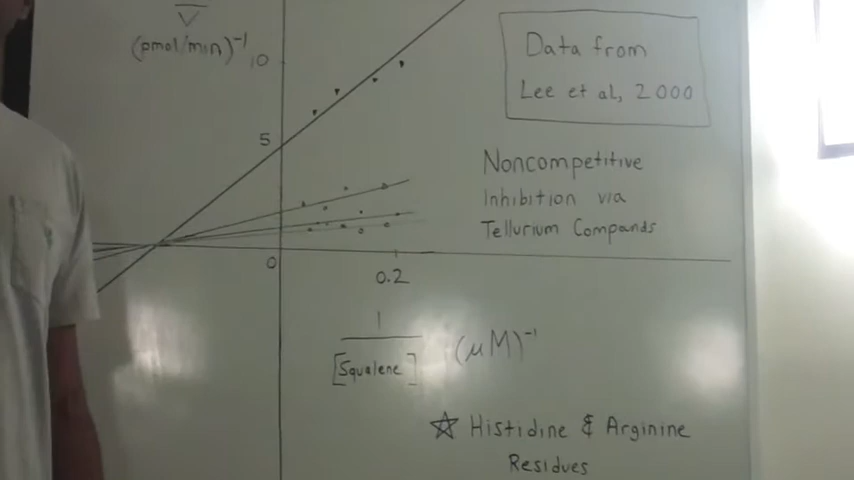 V
(pmol/min)⁻¹
10
Data from
Lee et al, 2000
5
Noncompetitive
Inhibition via
Tellurium Compands
0
0.2
1
[Squalene] (μM)⁻¹
☆ Histidine & Arginine
Residues